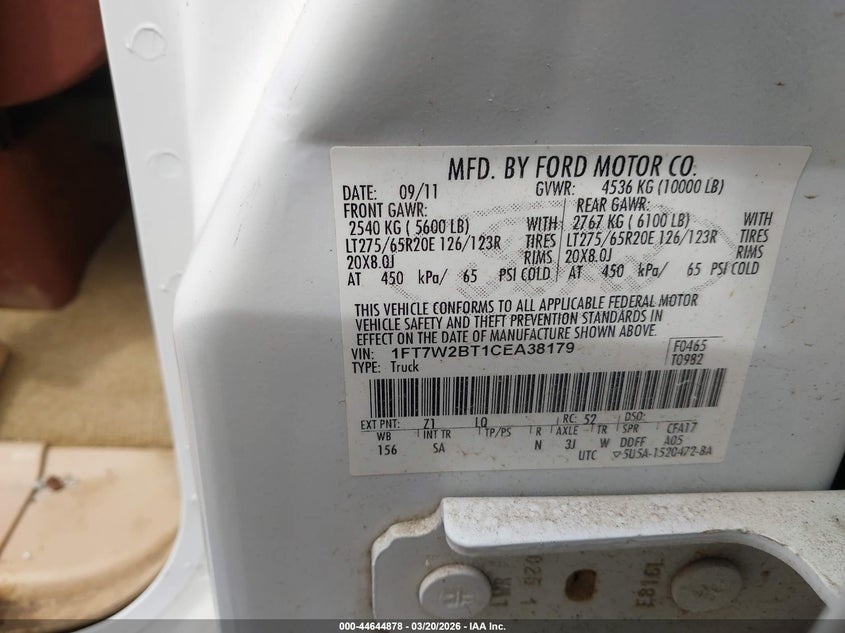 MFD. BY FORD MOTOR CO.
DATE: 09/11 GVWR: 4536 KG (10000 LB)
FRONT GAWR: REAR GAWR:
2540 KG ( 5600 LB) WITH 2767 KG ( 6100 LB) WITH
LT275/65R20E 126/123R TIRES LT275/65R20E 126/123R TIRES
20X8.0J RIMS 20X8.0J RIMS
AT 450 kPa/ 65 PSI COLD AT 450 kPa/ 65 PSI COLD
THIS VEHICLE CONFORMS TO ALL APPLICABLE FEDERAL MOTOR
VEHICLE SAFETY AND THEFT PREVENTION STANDARDS IN
EFFECT ON THE DATE OF MANUFACTURE SHOWN ABOVE.
VIN: 1FT7W2BT1CEA38179 F0465
TYPE: Truck T0982
EXT PNT: Z1 LQ RC: 52 DSO:
WB INT TR TP/PS R AXLE TR SPR CFA17
156 SA N 3J W DDFF A05
UTC ▽5U5A-1520472-BA
000-44644878 - 03/20/2026 - IAA Inc.